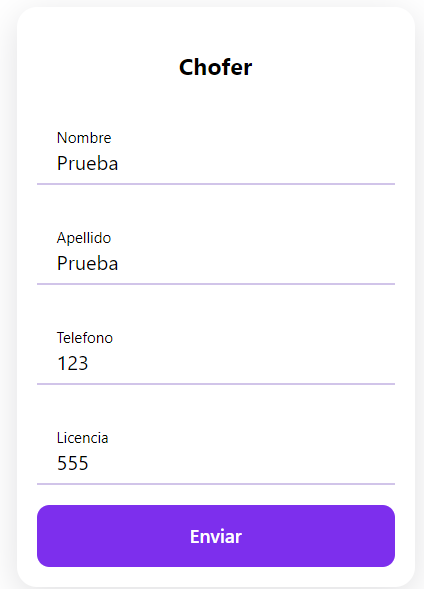 Chofer
Nombre
Prueba
Apellido
Prueba
Telefono
123
Licencia
555
Enviar